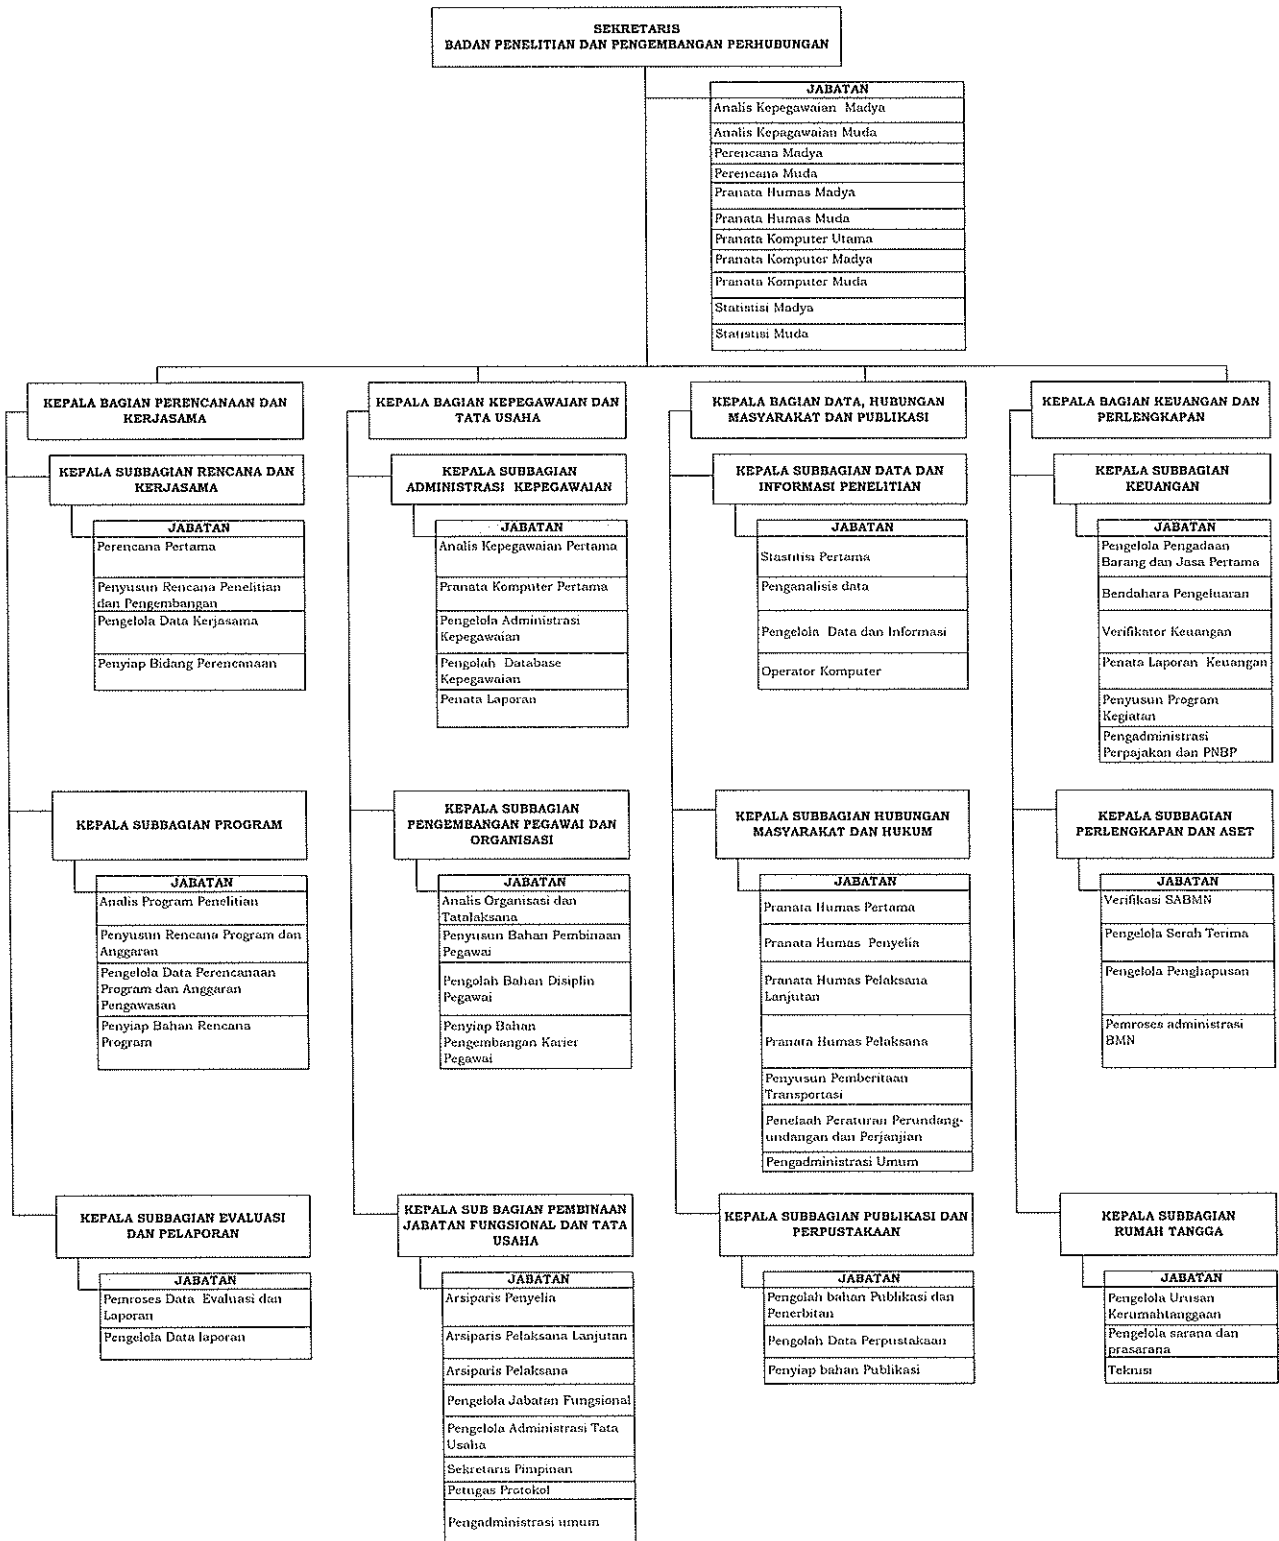 SEKRETARIS
BADAN PENELITIAN DAN PENGEMBANGAN PERHUBUNGAN
JABATAN
Analis Kepegawaian Madya
Analis Kepagawaian Muda
Perencana Madya
Perencana Muda
Pranata Humas Madya
Pranata Humas Muda
Pranata Komputer Utama
Pranata Komputer Madya
Pranata Komputer Muda
Statistisi Madya
Statistisi Muda
KEPALA BAGIAN PERENCANAAN DAN
KERJASAMA
KEPALA SUBBAGIAN RENCANA DAN
KERJASAMA
JABATAN
Perencana Pertama
Penyusun Rencana Penelitian
dan Pengembangan
Pengelola Data Kerjasama
Penyiap Bidang Perencanaan
KEPALA SUBBAGIAN PROGRAM
JABATAN
Analis Program Penelitian
Penyusun Rencana Program dan
Anggaran
Pengelola Data Perencanaan
Program dan Anggaran
Pengawasan
Penyiap Bahan Rencana
Program
KEPALA SUBBAGIAN EVALUASI
DAN PELAPORAN
JABATAN
Pemroses Data Evaluasi dan
Laporan
Pengelola Data laporan
KEPALA BAGIAN KEPEGAWAIAN DAN
TATA USAHA
KEPALA SUBBAGIAN
ADMINISTRASI KEPEGAWAIAN
JABATAN
Analis Kepegawaian Pertama
Pranata Komputer Pertama
Pengelola Administrasi
Kepegawaian
Pengolah Database
Kepegawaian
Penata Laporan
KEPALA SUBBAGIAN
PENGEMBANGAN PEGAWAI DAN
ORGANISASI
JABATAN
Analis Organisasi dan
Tatalaksana
Penyusun Bahan Pembinaan
Pegawai
Pengolah Bahan Disiplin
Pegawai
Penyiap Bahan
Pengembangan Karier
Pegawai
KEPALA SUB BAGIAN PEMBINAAN
JABATAN FUNGSIONAL DAN TATA
USAHA
JABATAN
Arsiparis Penyelia
Arsiparis Pelaksana Lanjutan
Arsiparis Pelaksana
Pengelola Jabatan Fungsional
Pengelola Administrasi Tata
Usaha
Sekretaris Pimpinan
Petugas Protokol
Pengadministrasi umum
KEPALA BAGIAN DATA, HUBUNGAN
MASYARAKAT DAN PUBLIKASI
KEPALA SUBBAGIAN DATA DAN
INFORMASI PENELITIAN
JABATAN
Stastitisi Pertama
Penganalisis data
Pengelola Data dan Informasi
Operator Komputer
KEPALA SUBBAGIAN HUBUNGAN
MASYARAKAT DAN HUKUM
JABATAN
Pranata Humas Pertama
Pranata Humas Penyelia
Pranata Humas Pelaksana
Lanjutan
Pranata Humas Pelaksana
Penyusun Pemberitaan
Transportasi
Penelaah Peraturan Perundang-
undangan dan Perjanjian
Pengadministrasi Umum
KEPALA SUBBAGIAN PUBLIKASI DAN
PERPUSTAKAAN
JABATAN
Pengolah bahan Publikasi dan
Penerbitan
Pengolah Data Perpustakaan
Penyiap bahan Publikasi
KEPALA BAGIAN KEUANGAN DAN
PERLENGKAPAN
KEPALA SUBBAGIAN
KEUANGAN
JABATAN
Pengelola Pengadaan
Barang dan Jasa Pertama
Bendahara Pengeluaran
Verifikator Keuangan
Penata Laporan Keuangan
Penyusun Program
Kegiatan
Pengadministrasi
Perpajakan dan PNBP
KEPALA SUBBAGIAN
PERLENGKAPAN DAN ASET
JABATAN
Verifikasi SABMN
Pengelola Serah Terima
Pengelola Penghapusan
Pemroses administrasi
BMN
KEPALA SUBBAGIAN
RUMAH TANGGA
JABATAN
Pengelola Urusan
Kerumahtanggaan
Pengelola sarana dan
prasarana
Teknisi